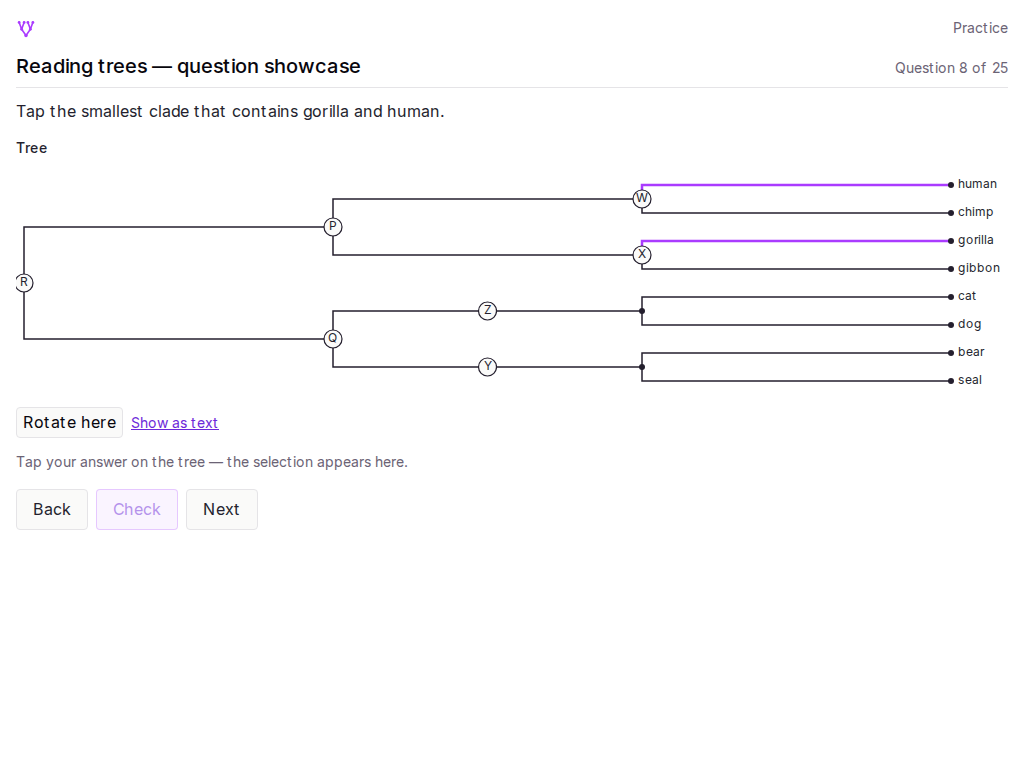 Practice
Reading trees — question showcase
Question 8 of 25
Tap the smallest clade that contains gorilla and human.
Tree
human
W
chimp
P
gorilla
X
gibbon
R
cat
Z
dog
Q
bear
Y
seal
Rotate here Show as text
Tap your answer on the tree — the selection appears here.
Back Check Next